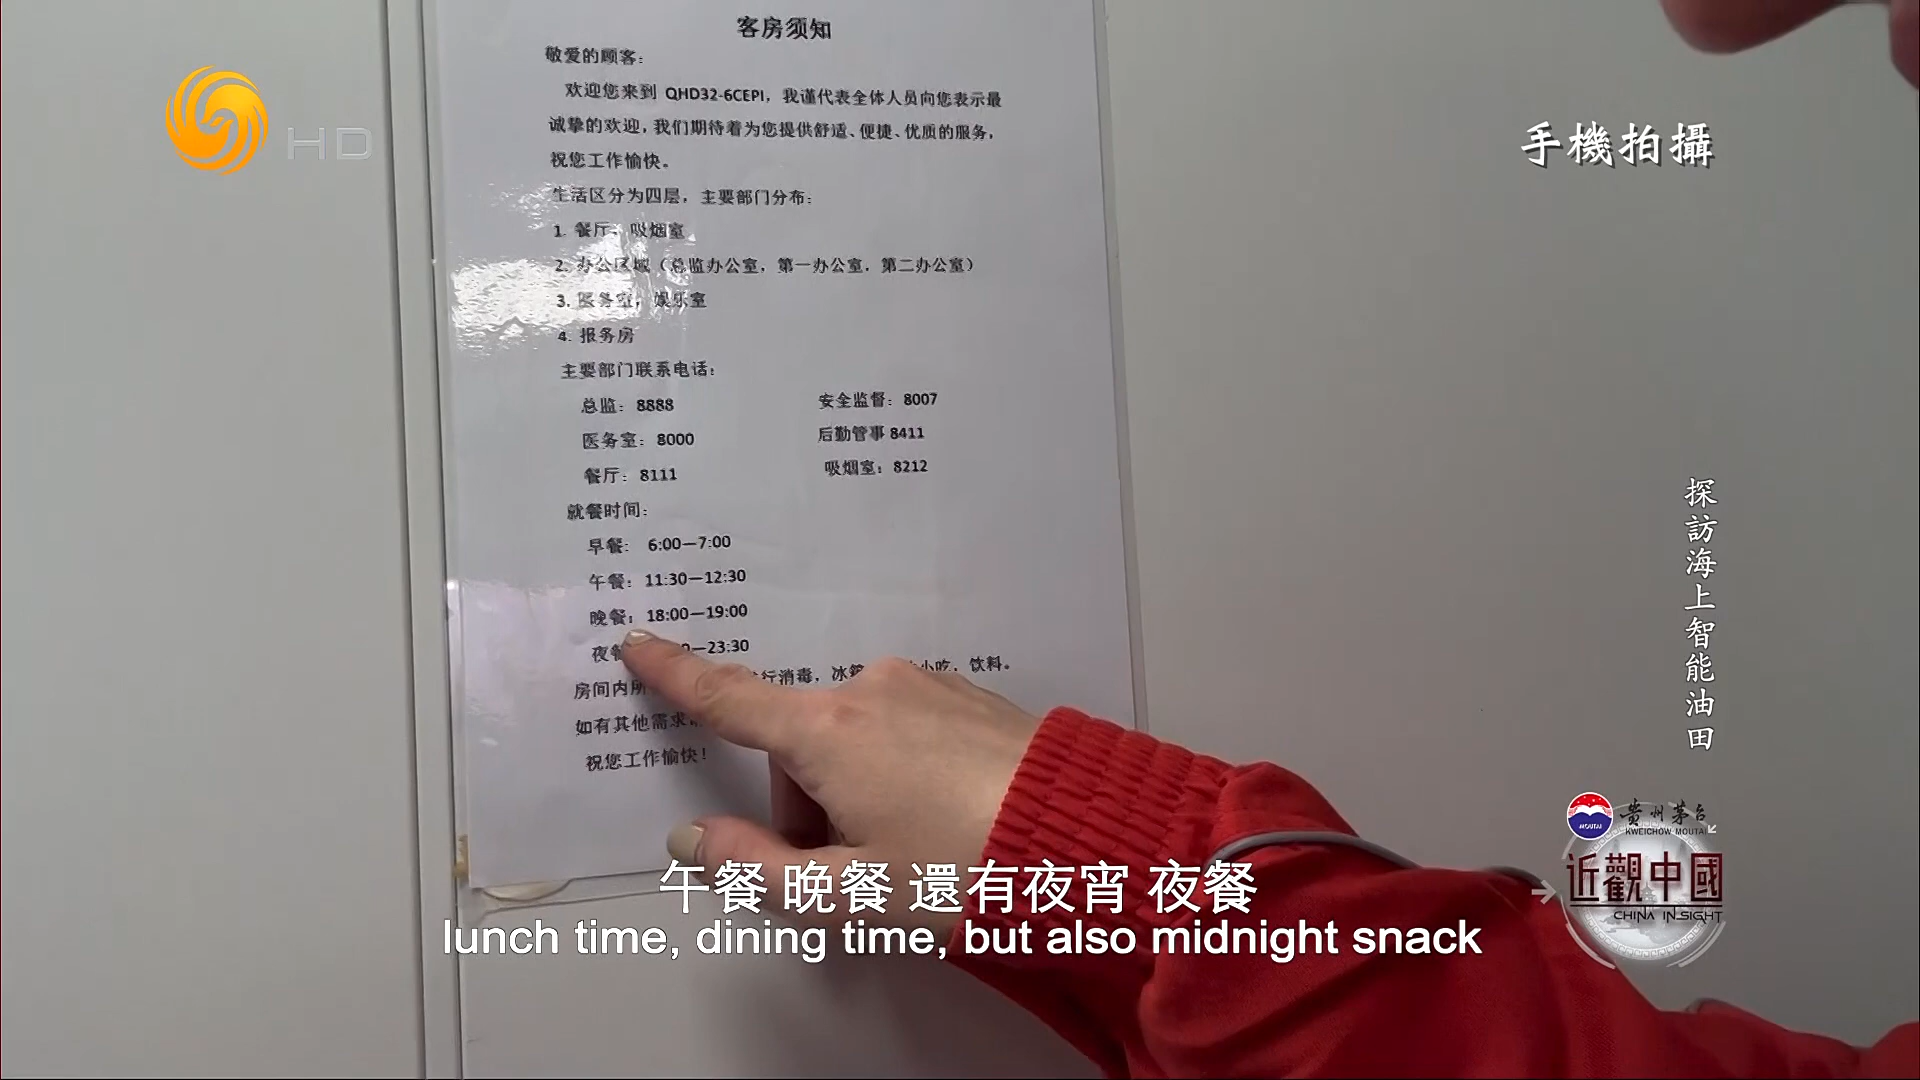 客房须知
敬爱的顾客：
欢迎您来到 QHD32-6CEPI，我谨代表全体人员向您表示最
诚挚的欢迎，我们期待着为您提供舒适、便捷、优质的服务，
祝您工作愉快。
生活区分为四层，主要部门分布：
1. 餐厅，吸烟室
2. 办公区域（总监办公室，第一办公室，第二办公室）
3. 医务室，娱乐室
4. 报务房
主要部门联系电话：
总监：8888 安全监督：8007
医务室：8000 后勤管事 8411
餐厅：8111 吸烟室：8212
就餐时间：
早餐： 6:00—7:00
午餐：11:30—12:30
晚餐：18:00—19:00
夜餐 0—23:30
房间内所 行消毒，冰 小吃，饮料。
如有其他需求
祝您工作愉快！
HD
手機拍攝
探訪海上智能油田
MOUTAI
贵州茅台
KWEICHOW MOUTAI
近觀中國
CHINA INSIGHT
午餐 晚餐 還有夜宵 夜餐
lunch time, dining time, but also midnight snack